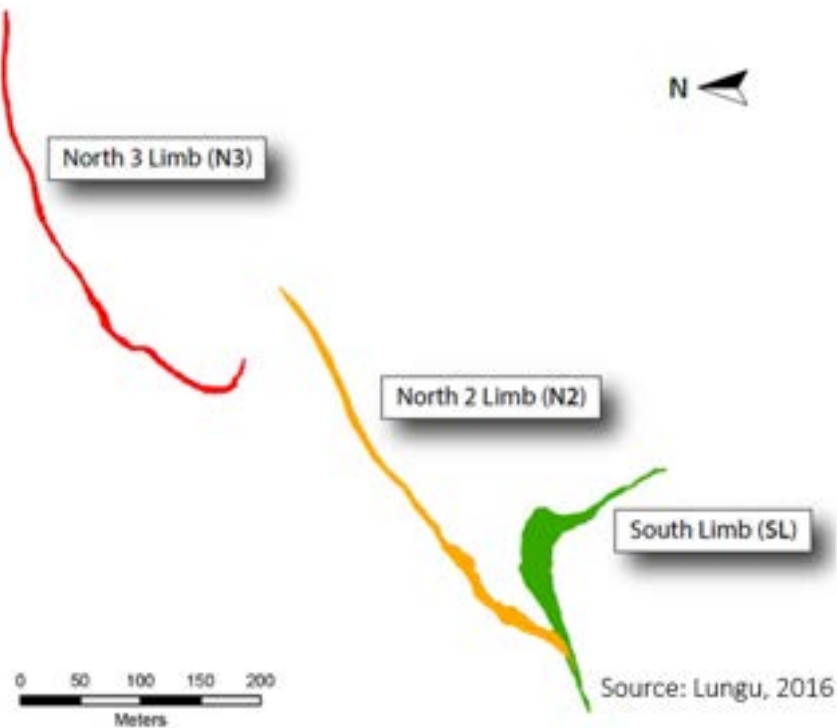 N
North 3 Limb (N3)
North 2 Limb (N2)
South Limb (SL)
0 50 100 150 200
Meters
Source: Lungu, 2016